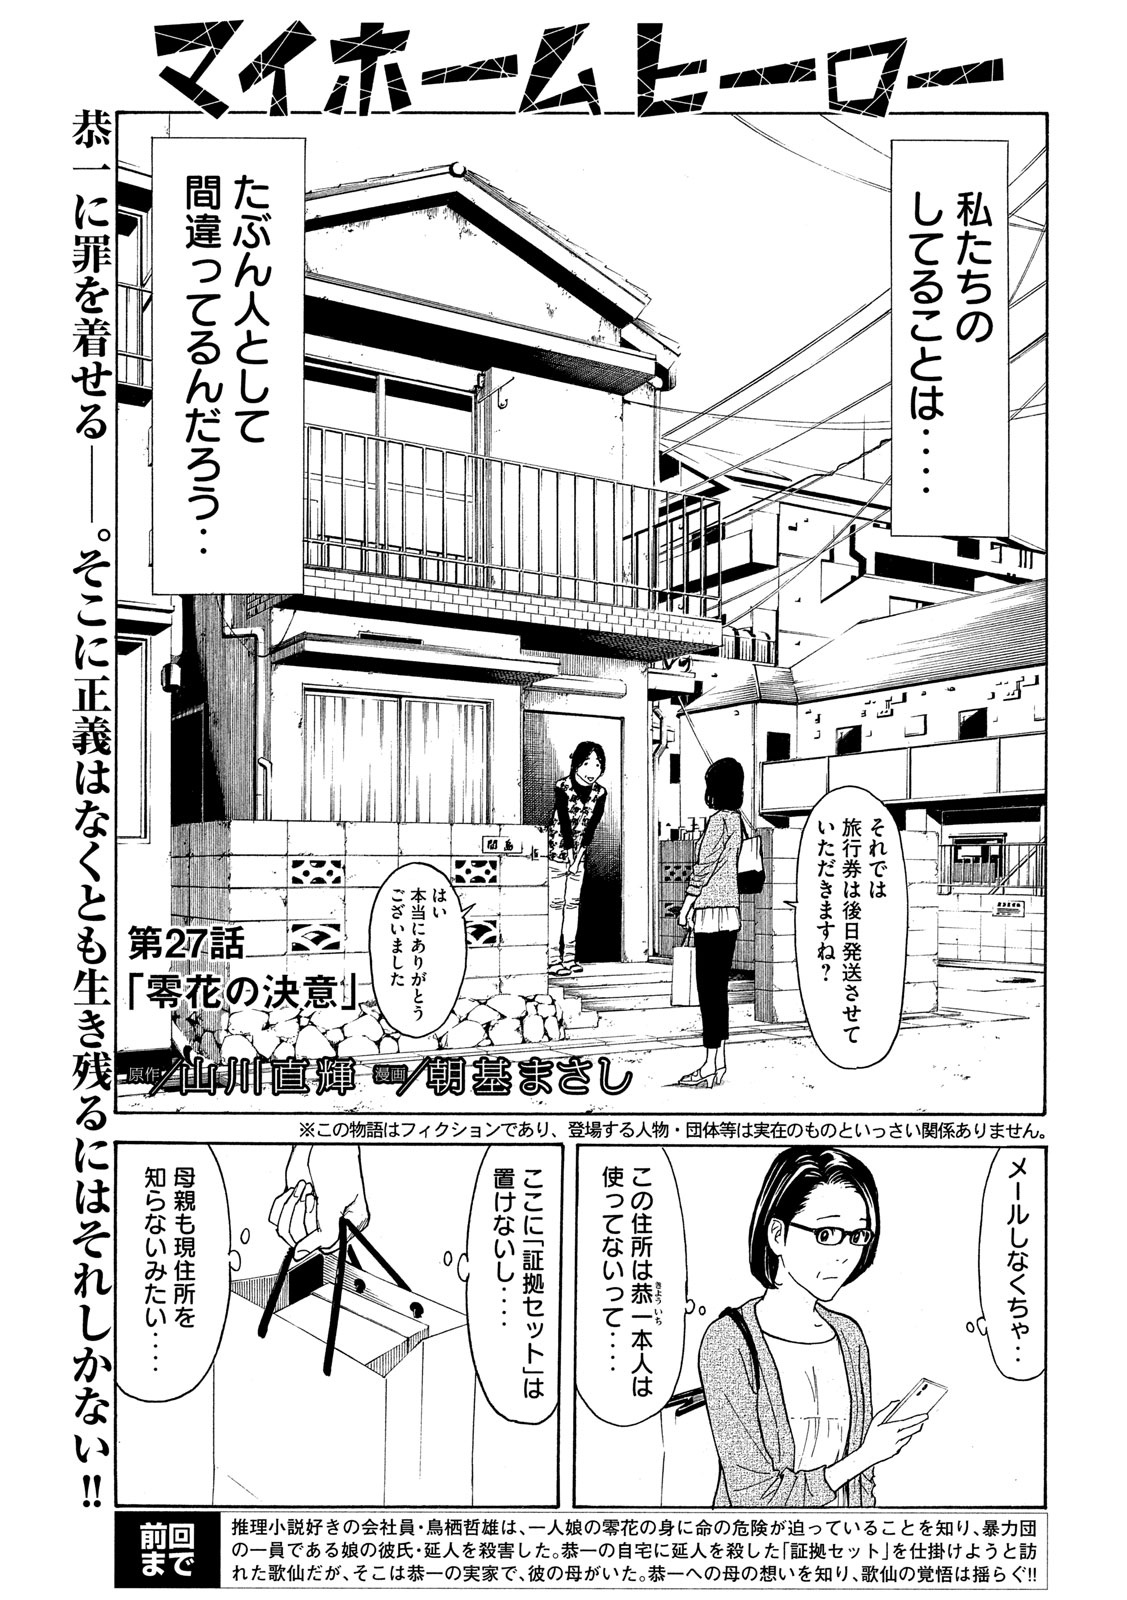 マイホームヒーロー
恭一に罪を着せる――。そこに正義はなくとも生き残るにはそれしかない!!
私たちの
してることは‥‥
たぶん人として
間違ってるんだろう‥
それでは
旅行券は後日発送させて
いただきますね?
はい
本当にありがとう
ございました
第27話
「零花の決意」
原作/山川直輝 漫画/朝基まさし
※この物語はフィクションであり、登場する人物・団体等は実在のものといっさい関係ありません。
メールしなくちゃ‥
この住所は恭一本人は
きょういち
使ってないって‥‥
ここに「証拠セット」は
置けないし‥‥
母親も現住所を
知らないみたい‥‥
前回まで
推理小説好きの会社員・鳥栖哲雄は、一人娘の零花の身に命の危険が迫っていることを知り、暴力団
の一員である娘の彼氏・延人を殺害した。恭一の自宅に延人を殺した「証拠セット」を仕掛けようと訪
れた歌仙だが、そこは恭一の実家で、彼の母がいた。恭一への母の想いを知り、歌仙の覚悟は揺らぐ!!